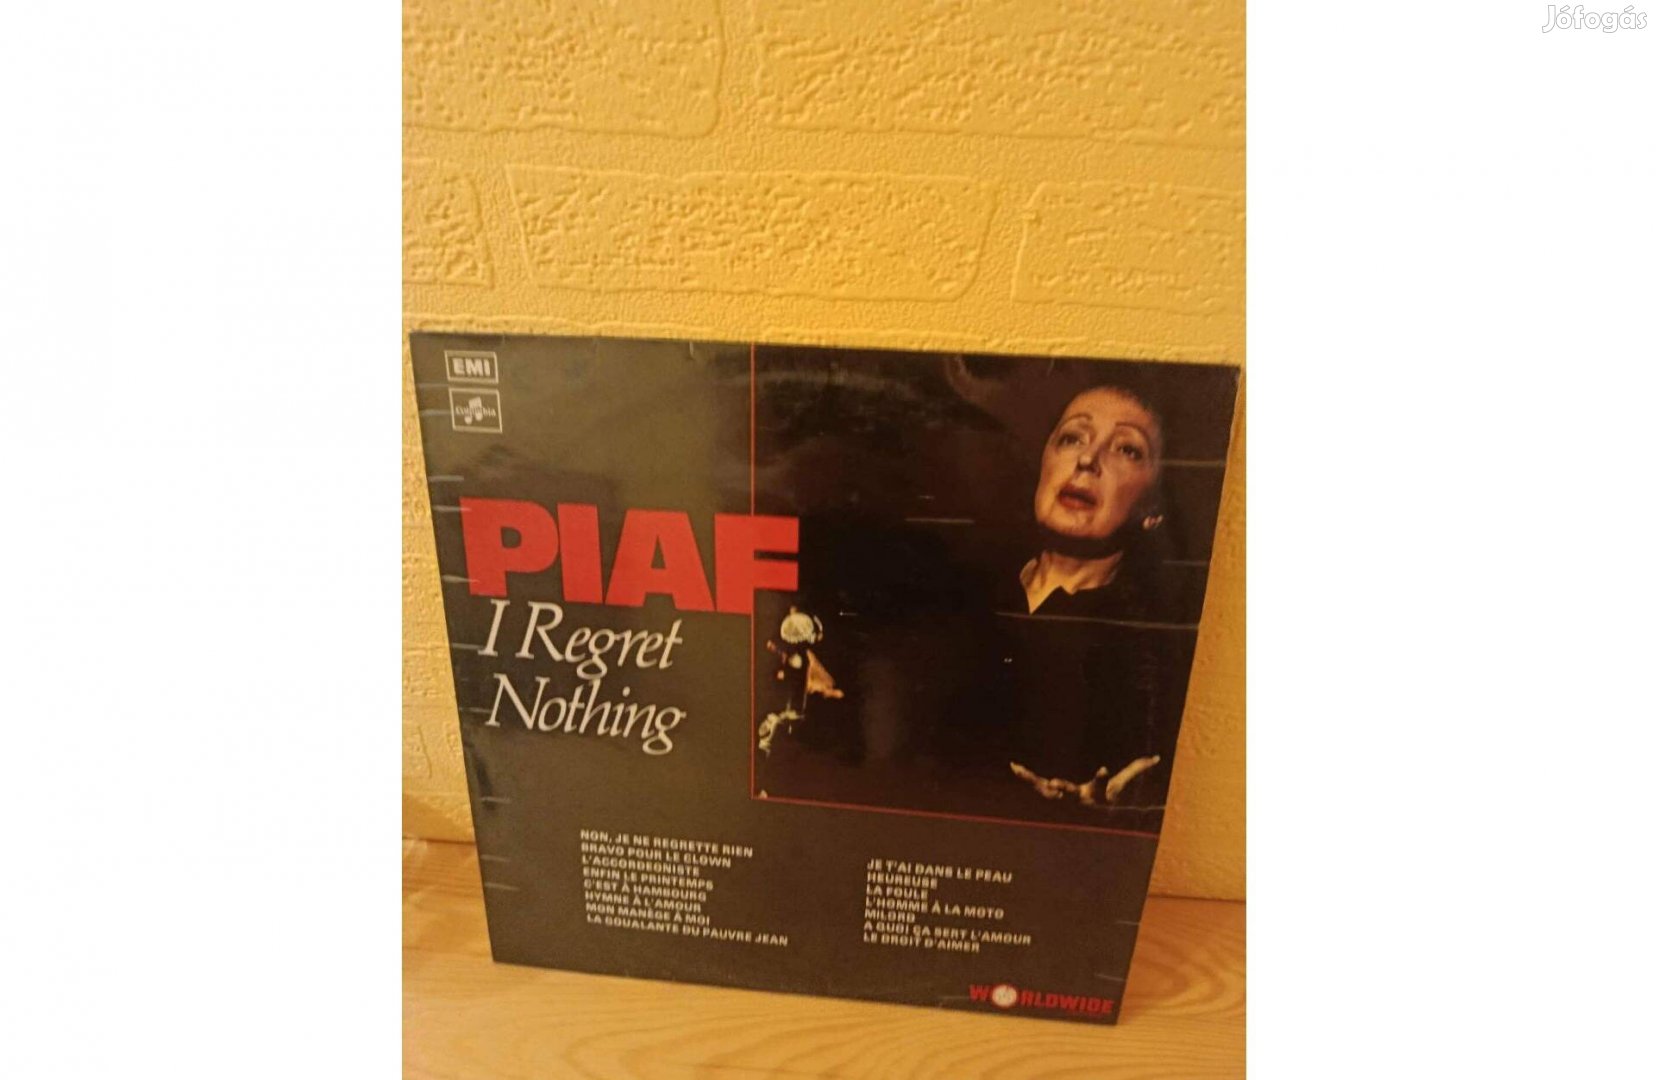 Jófogás
EMI
Columbia
PIAF
I Regret
Nothing
NON, JE NE REGRETTE RIEN
BRAVO POUR LE CLOWN
L'ACCORDEONISTE
ENFIN LE PRINTEMPS
C'EST À HAMBOURG
HYMNE À L'AMOUR
MON MANÈGE À MOI
LA GOUALANTE DU PAUVRE JEAN
JE T'AI DANS LE PEAU
HEUREUSE
LA FOULE
L'HOMME À LA MOTO
MILORD
A QUOI ÇA SERT L'AMOUR
LE DROIT D'AIMER
WORLDWIDE